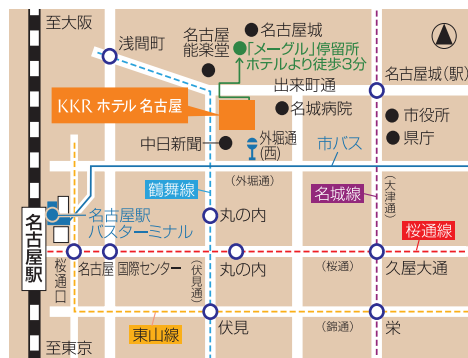 至大阪
浅間町
名古屋
能楽堂
名古屋城
「メーグル」停留所
ホテルより徒歩3分
出来町通
名古屋城(駅)
KKR ホテル 名古屋
名城病院
市役所
県庁
中日新聞
外堀通
(西)
市バス
(外堀通)
鶴舞線
名城線
(大津通)
名古屋駅
バスターミナル
丸の内
桜通線
名古屋駅
桜通口
名古屋
国際センター
(伏見通)
丸の内
(桜通)
久屋大通
東山線
伏見
(錦通)
栄
至東京